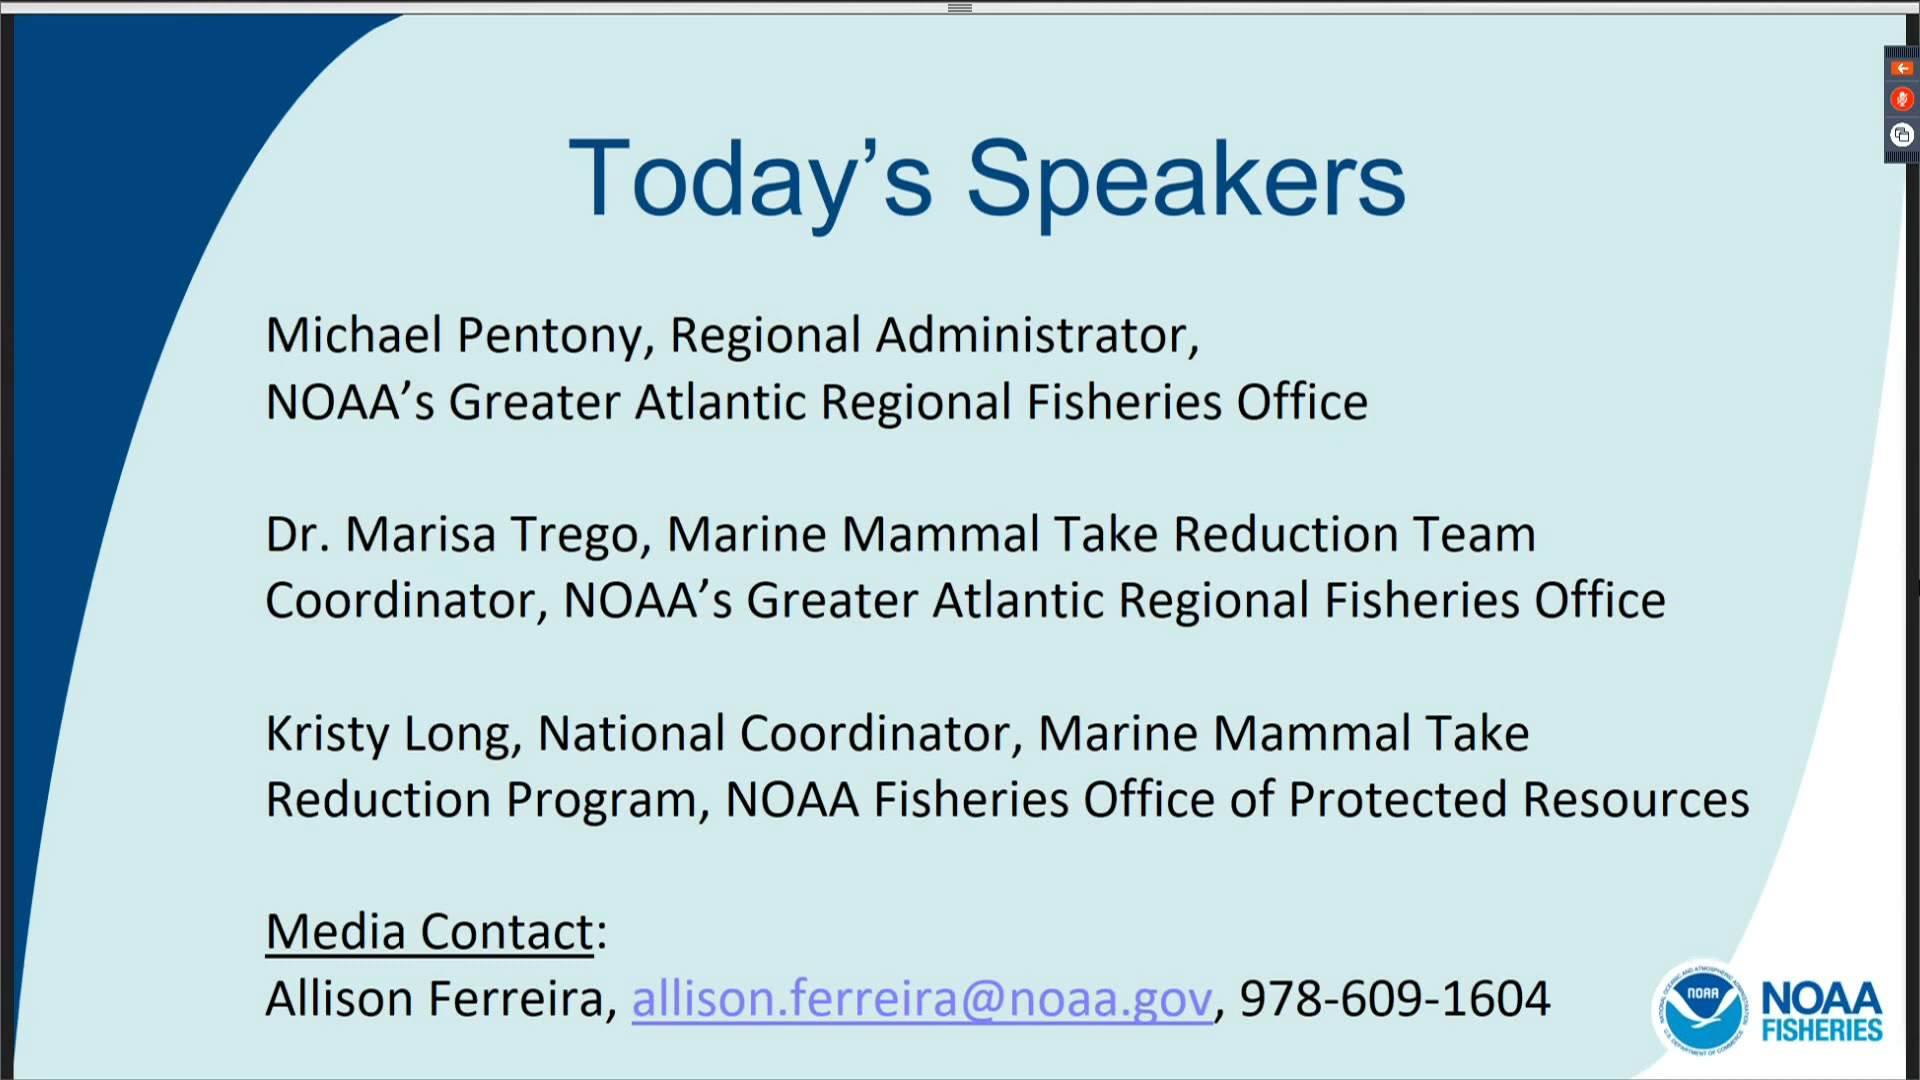 Today’s Speakers
Michael Pentony, Regional Administrator,
NOAA’s Greater Atlantic Regional Fisheries Office
Dr. Marisa Trego, Marine Mammal Take Reduction Team
Coordinator, NOAA’s Greater Atlantic Regional Fisheries Office
Kristy Long, National Coordinator, Marine Mammal Take
Reduction Program, NOAA Fisheries Office of Protected Resources
Media Contact:
Allison Ferreira, allison.ferreira@noaa.gov, 978-609-1604
NOAA
NOAA
FISHERIES